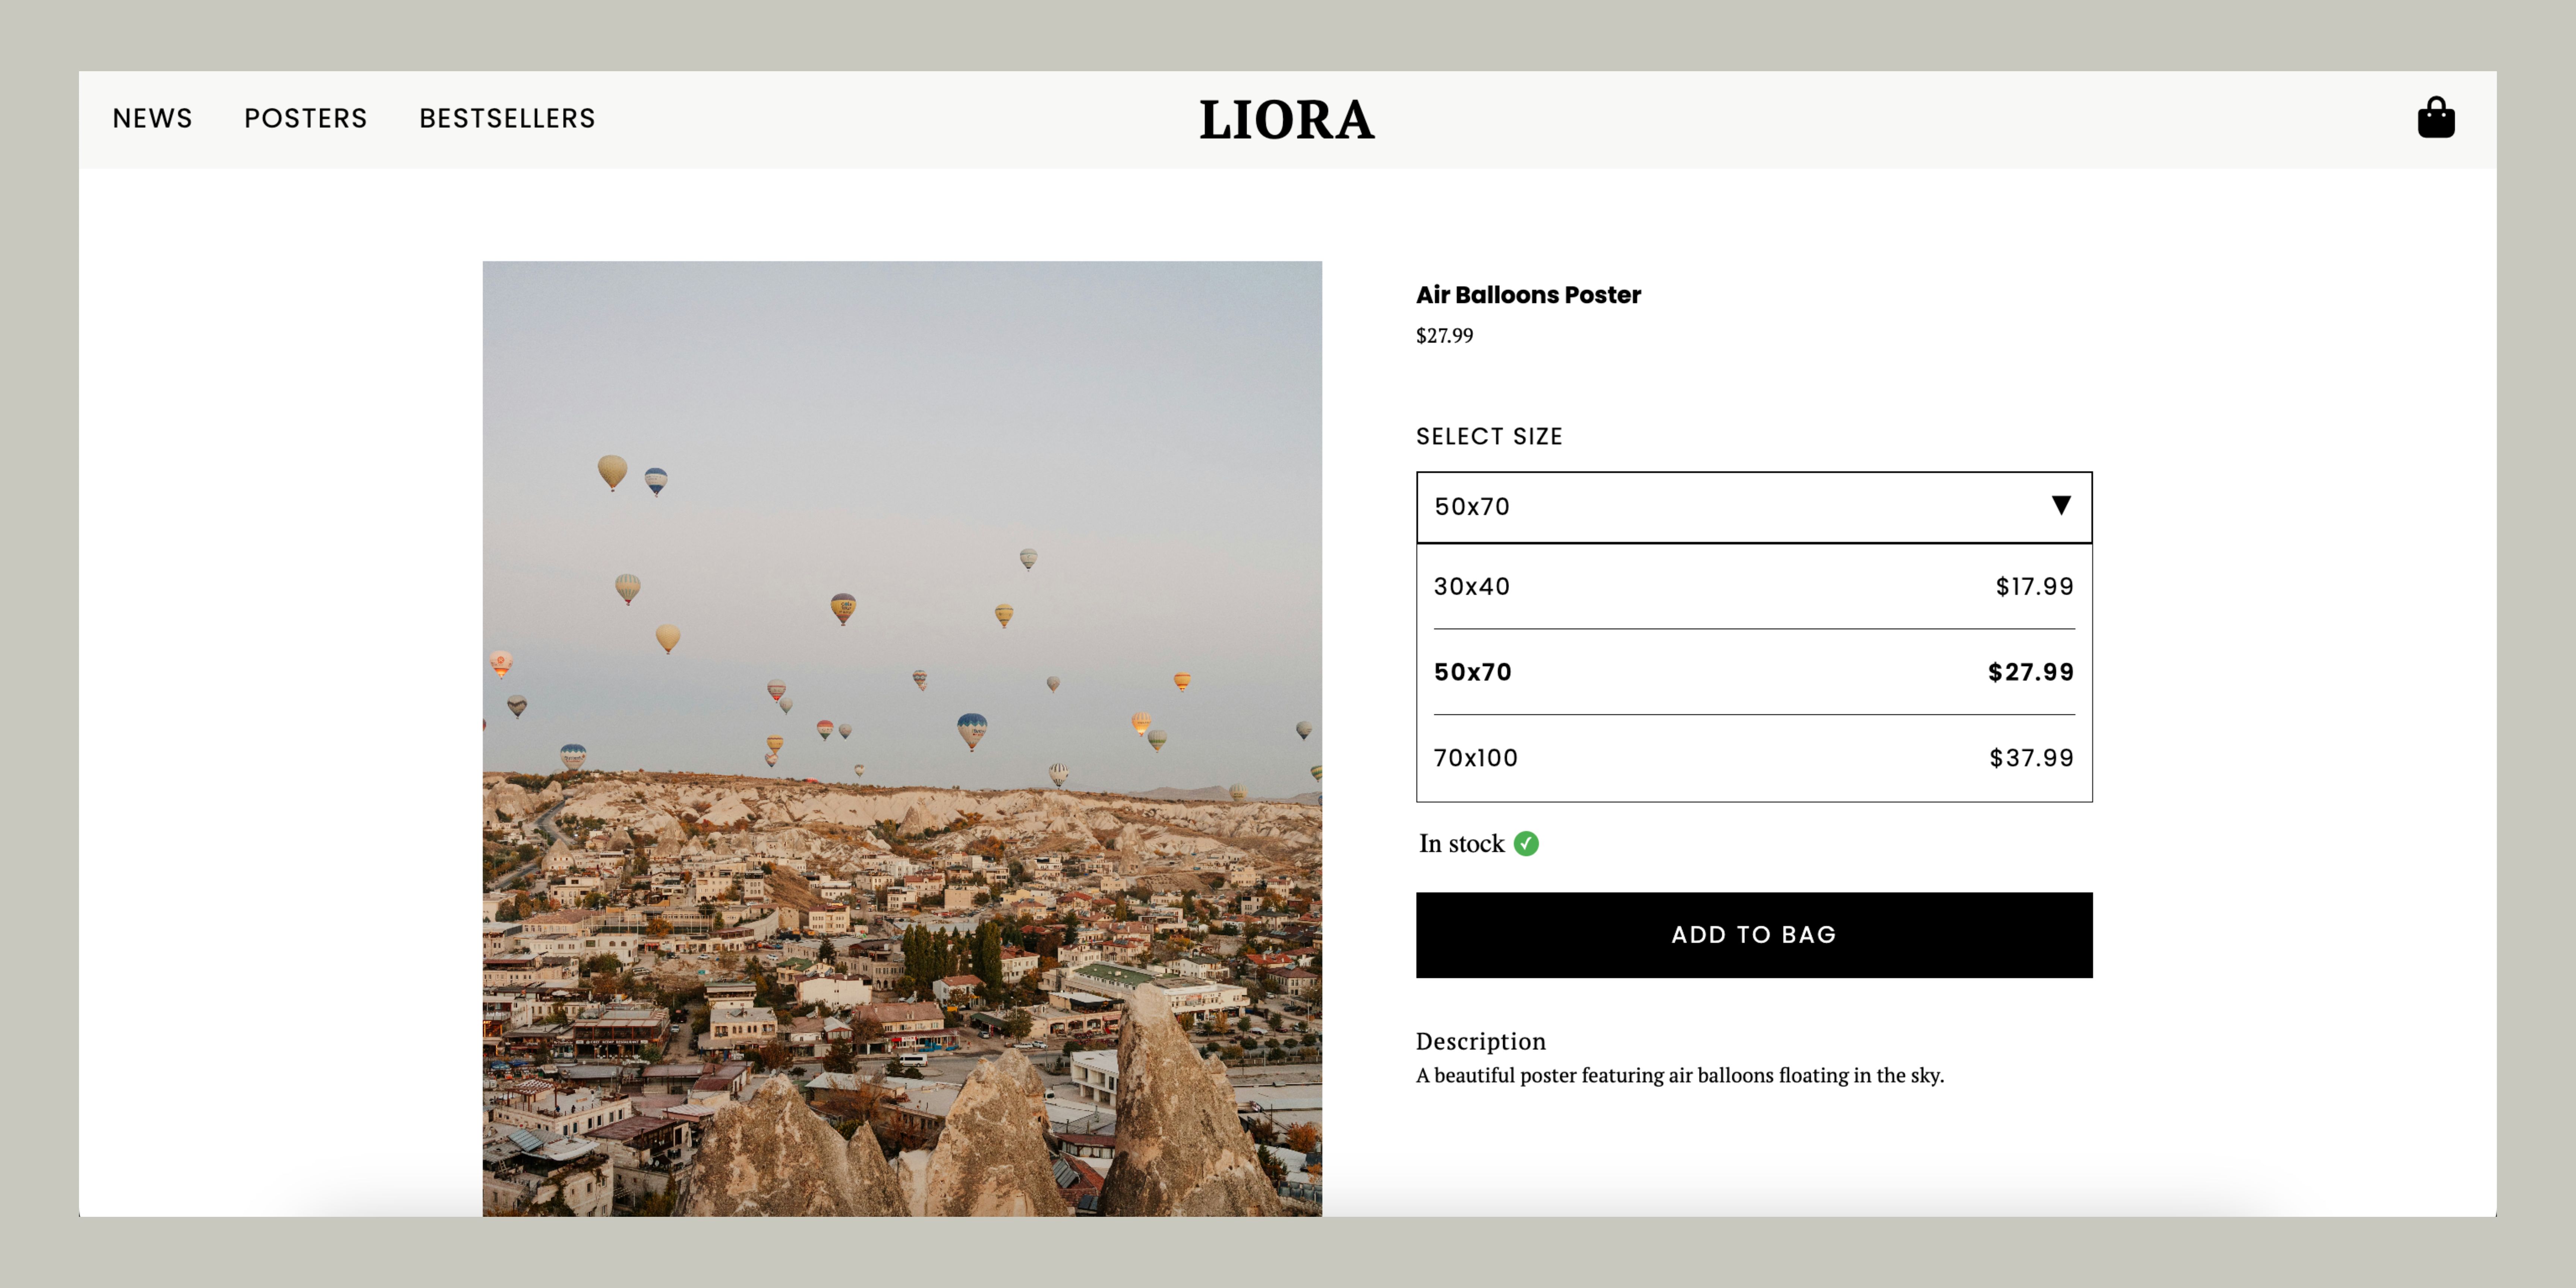 NEWS POSTERS BESTSELLERS LIORA
Air Balloons Poster
$27.99
SELECT SIZE
50x70 ▼
30x40 $17.99
50x70 $27.99
70x100 $37.99
In stock
ADD TO BAG
Description
A beautiful poster featuring air balloons floating in the sky.